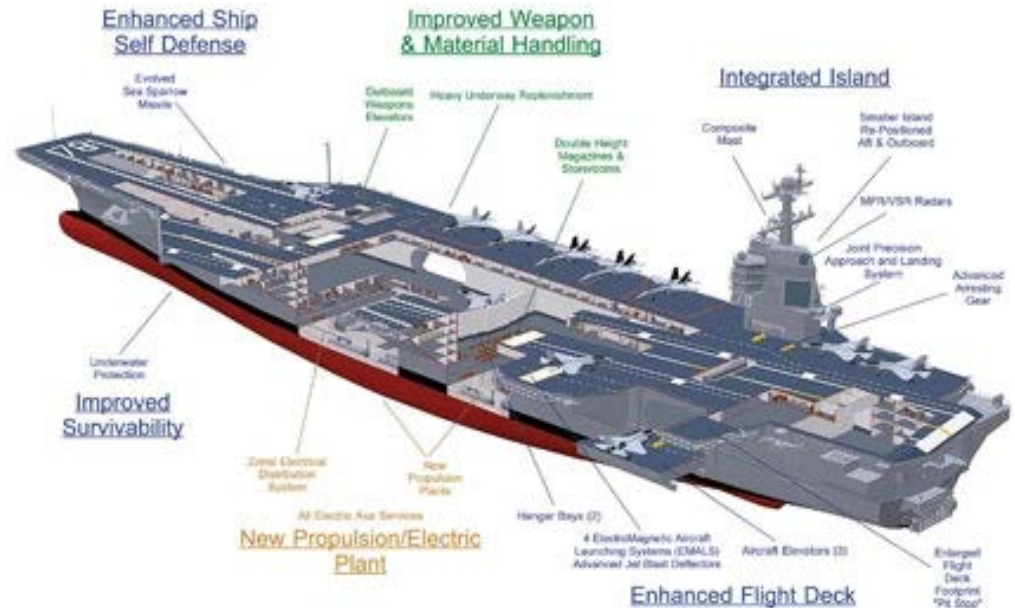 Enhanced Ship
Self Defense
Evolved
Sea Sparrow
Missile
Improved Weapon
& Material Handling
Outboard
Weapons
Elevators
Heavy Underway Replenishment
Double Height
Magazines &
Storerooms
Integrated Island
Composite
Mast
Smaller Island
Re-Positioned
Aft & Outboard
MFR/VSR Radars
Joint Precision
Approach and Landing
System
Advanced
Arresting
Gear
78
Underwater
Protection
Improved
Survivability
Zonal Electrical
Distribution
System
New
Propulsion
Plants
All Electric Aux Services
New Propulsion/Electric
Plant
Hangar Bays (2)
4 ElectroMagnetic Aircraft
Launching Systems (EMALS)
Advanced Jet Blast Deflectors
Aircraft Elevators (3)
Enlarged
Flight
Deck
Footprint
"Pit Stop"
Enhanced Flight Deck